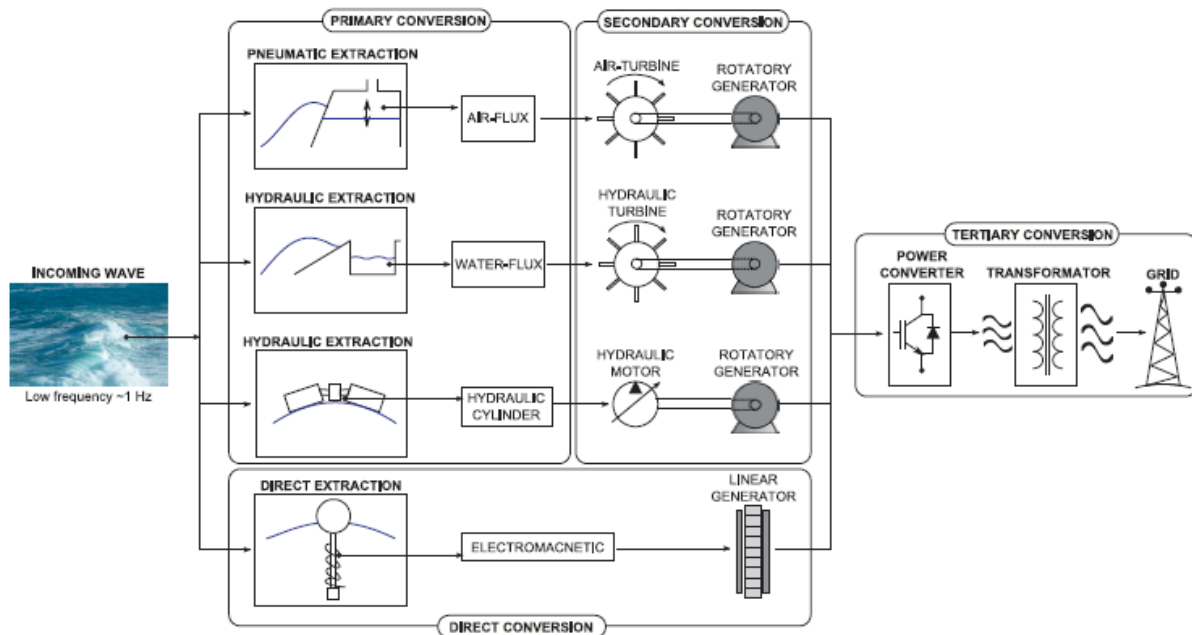 PRIMARY CONVERSION
SECONDARY CONVERSION
PNEUMATIC EXTRACTION
AIR-FLUX
AIR-TURBINE
ROTATORY
GENERATOR
HYDRAULIC EXTRACTION
WATER-FLUX
HYDRAULIC
TURBINE
ROTATORY
GENERATOR
INCOMING WAVE
Low frequency ~1 Hz
HYDRAULIC EXTRACTION
HYDRAULIC
CYLINDER
HYDRAULIC
MOTOR
ROTATORY
GENERATOR
TERTIARY CONVERSION
POWER
CONVERTER
TRANSFORMATOR
GRID
DIRECT EXTRACTION
ELECTROMACNETIC
LINEAR
GENERATOR
DIRECT CONVERSION